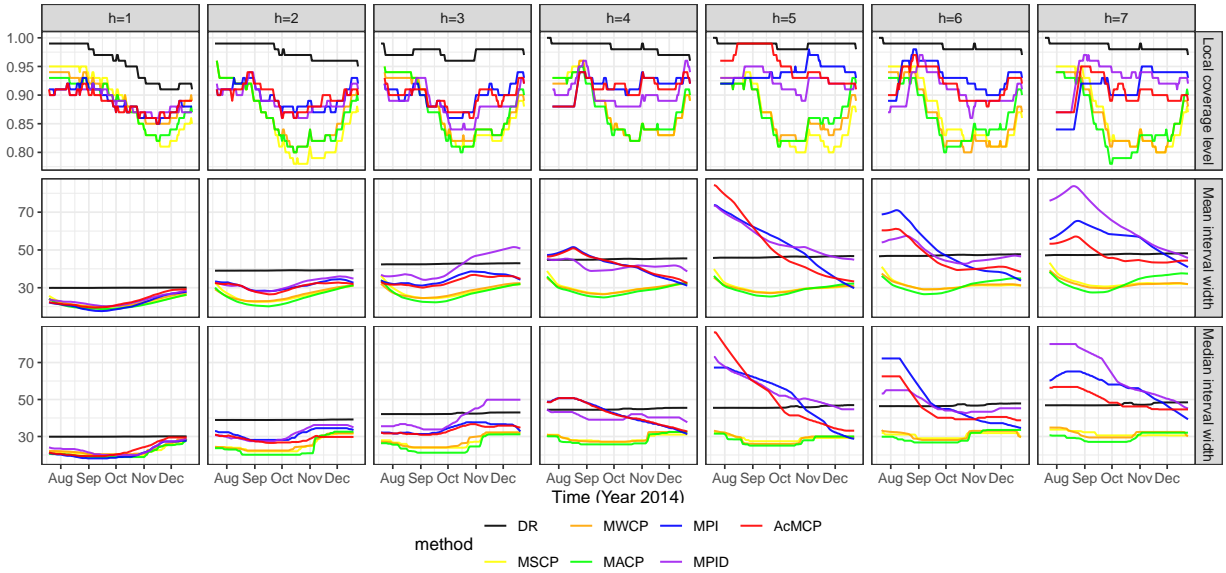 h=1 h=2 h=3 h=4 h=5 h=6 h=7
1.00
0.95
0.90
0.85
0.80
Local coverage level
70
50
30
Mean interval width
70
50
30
Median interval width
Aug Sep Oct Nov Dec Aug Sep Oct Nov Dec Aug Sep Oct Nov Dec Aug Sep Oct Nov Dec Aug Sep Oct Nov Dec Aug Sep Oct Nov Dec Aug Sep Oct Nov Dec
Time (Year 2014)
method
DR MWCP MPI AcMCP
MSCP MACP MPID